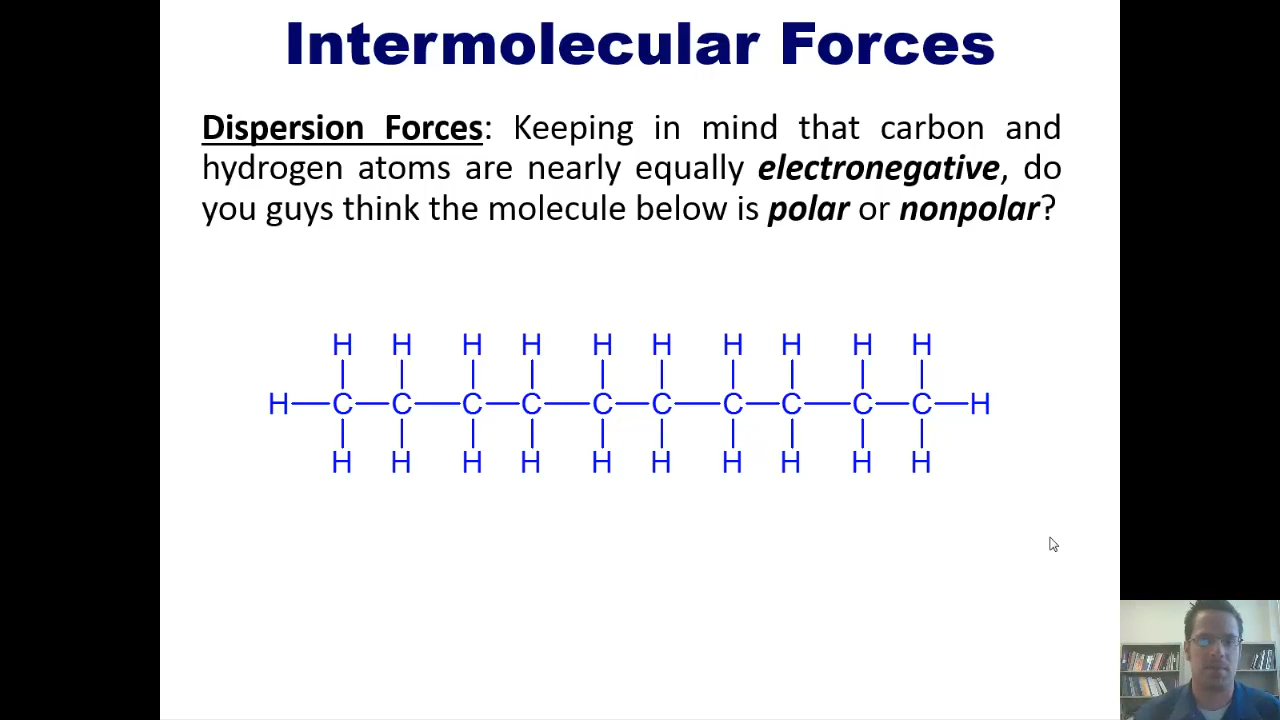 Intermolecular Forces
Dispersion Forces: Keeping in mind that carbon and
hydrogen atoms are nearly equally electronegative, do
you guys think the molecule below is polar or nonpolar?
H H H H H H H H H H
H C C C C C C C C C C H
H H H H H H H H H H